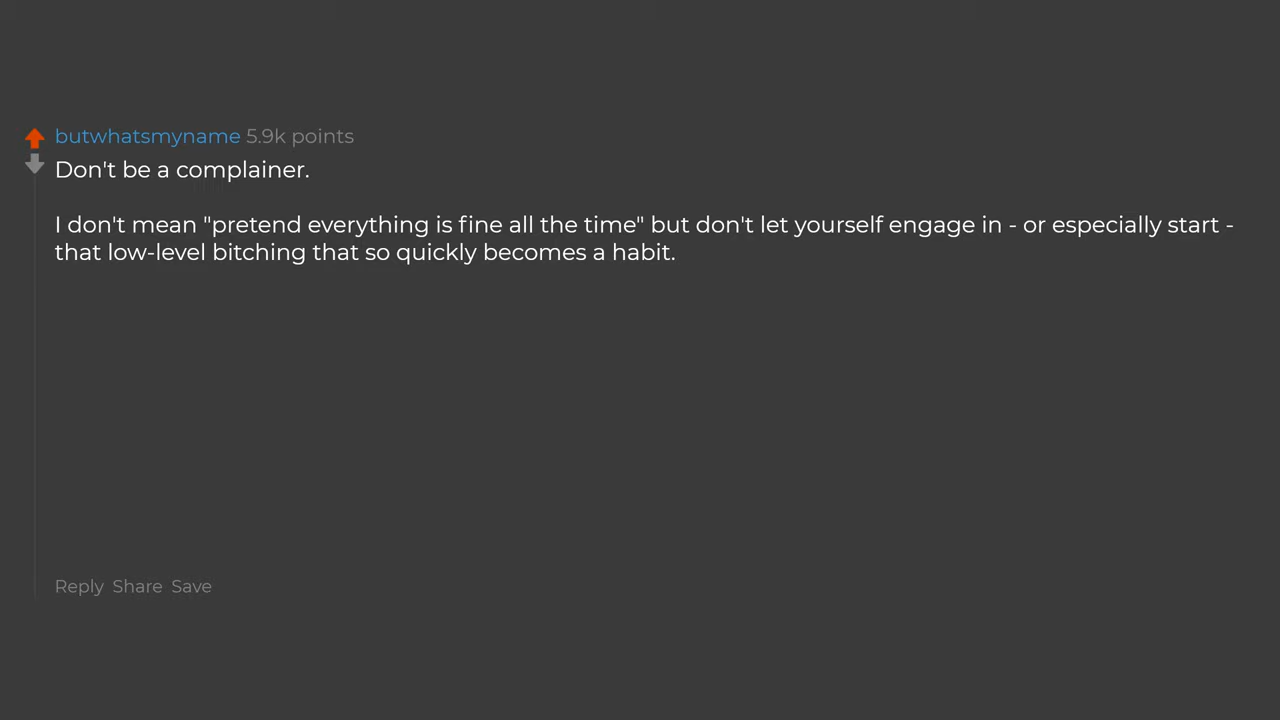 butwhatsmyname 5.9k points
Don't be a complainer.
I don't mean "pretend everything is fine all the time" but don't let yourself engage in - or especially start -
that low-level bitching that so quickly becomes a habit.
Reply Share Save